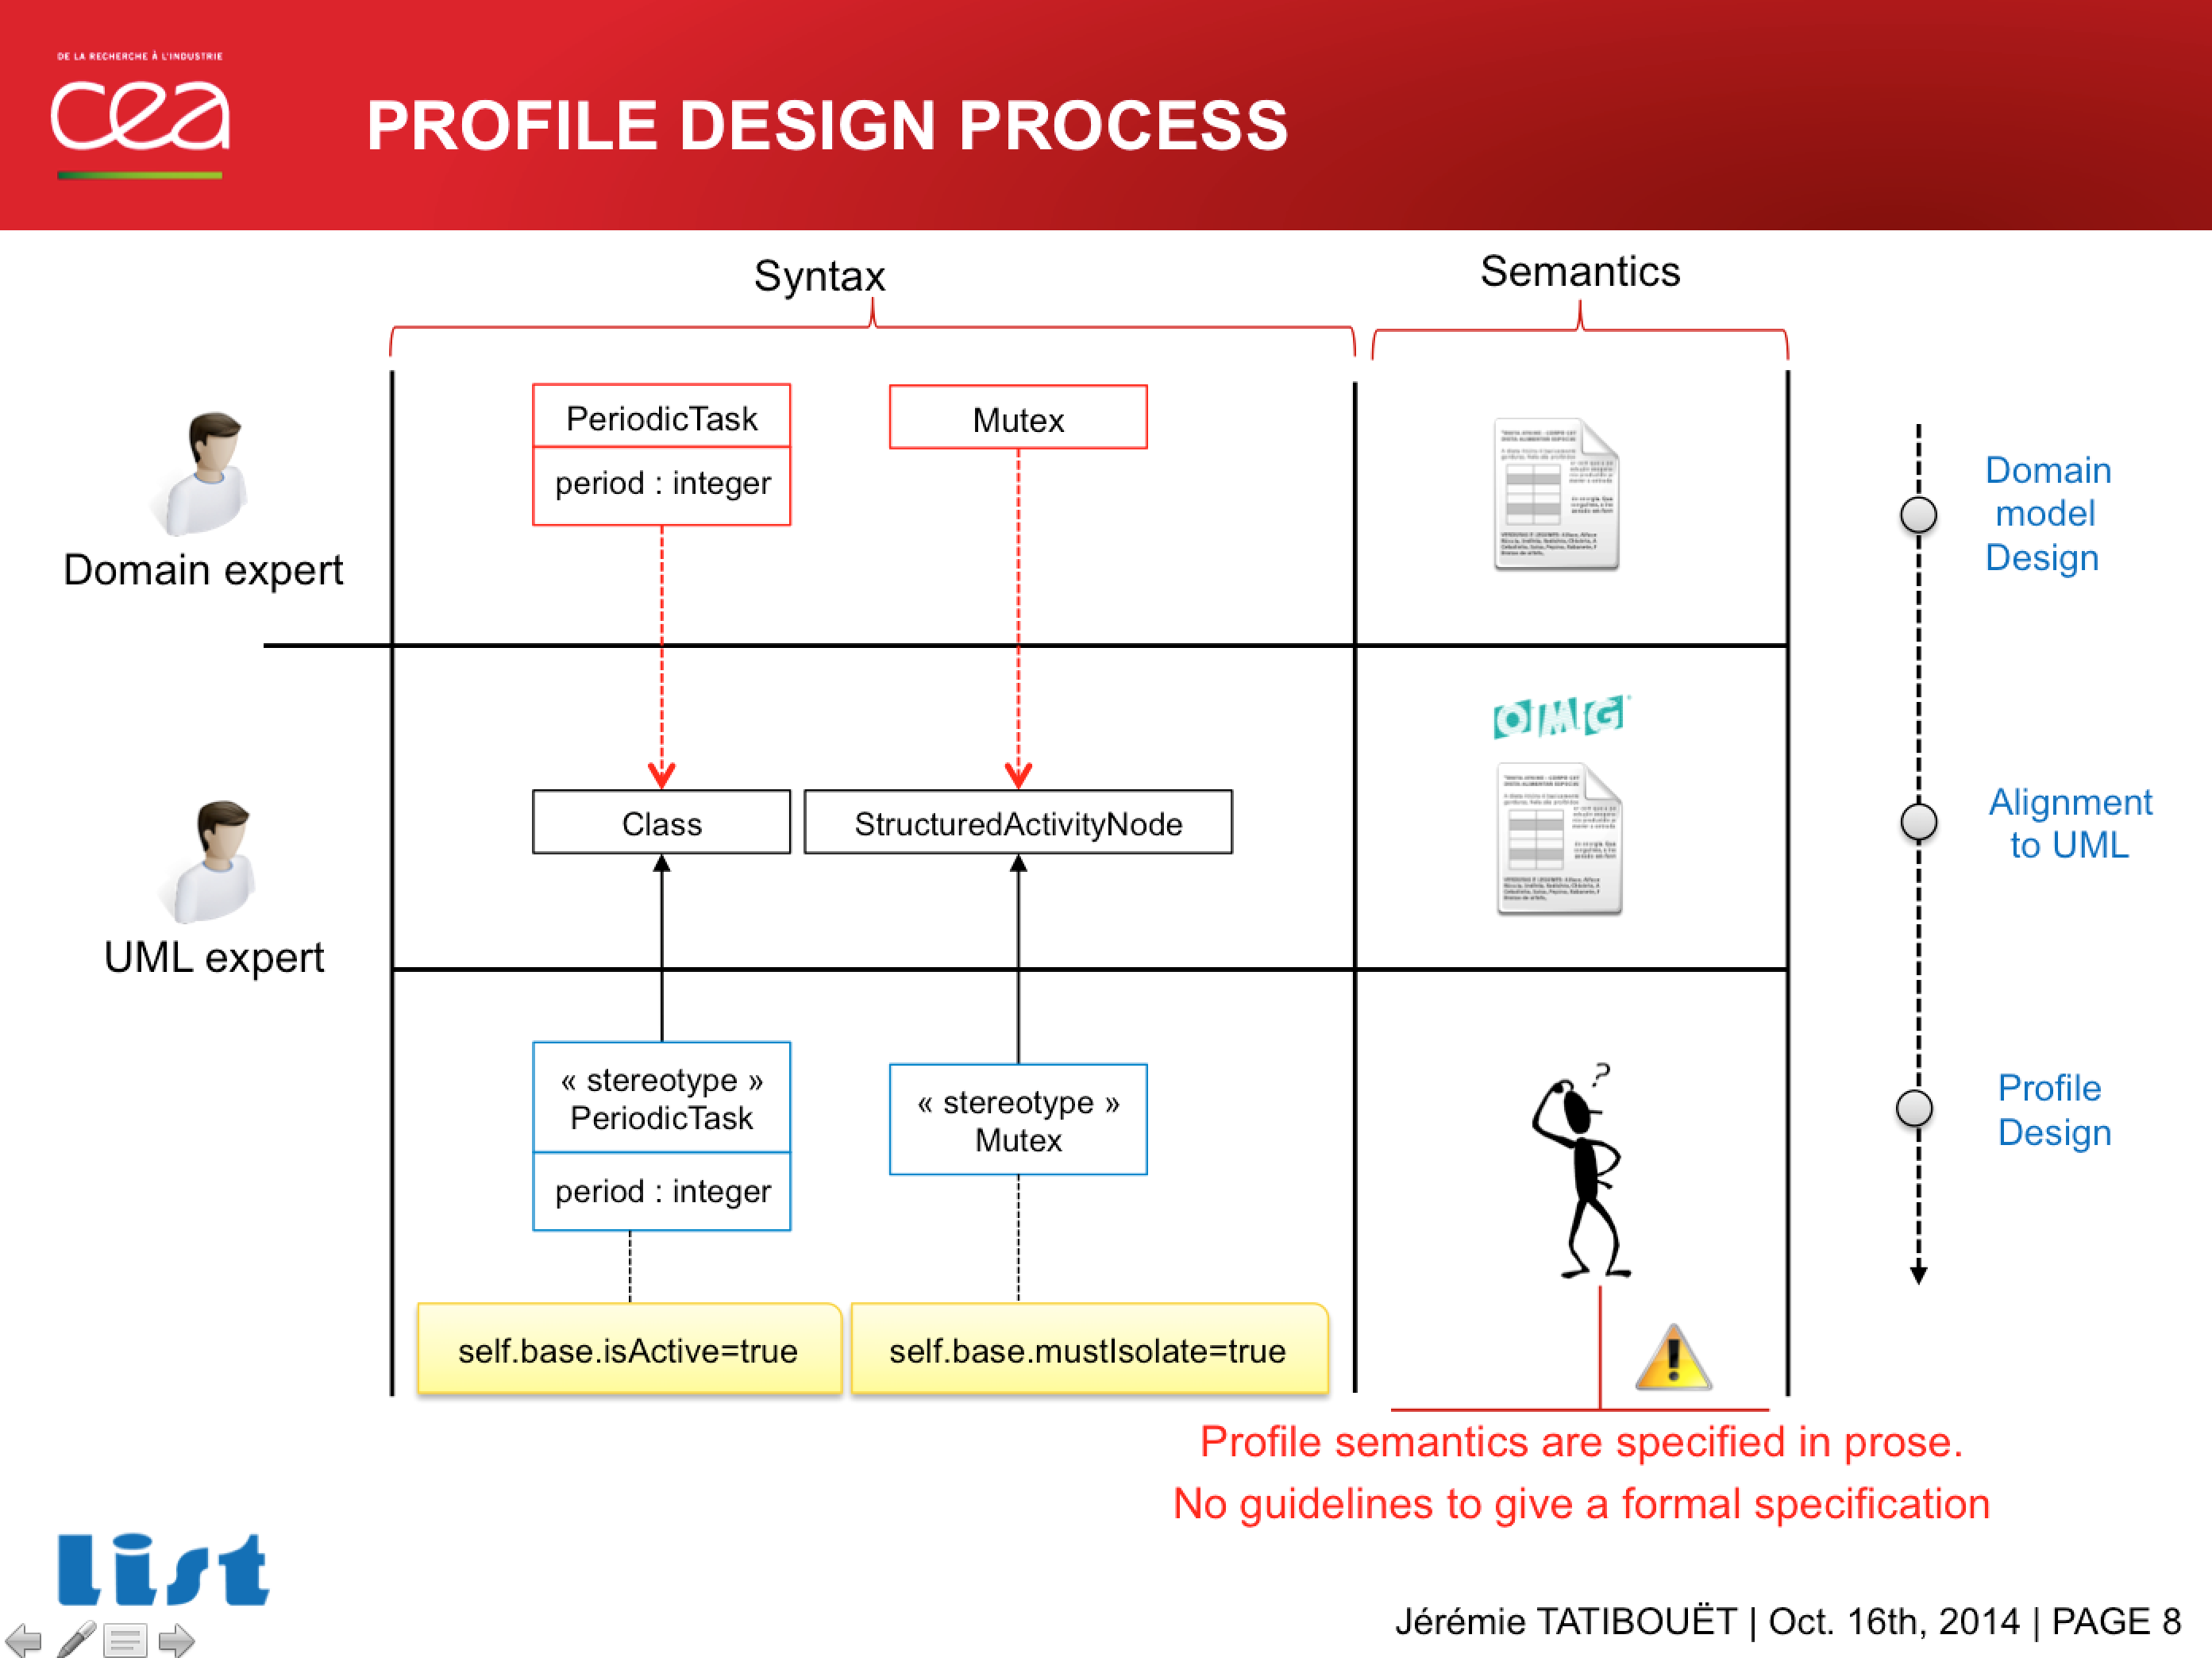 DE LA RECHERCHE À L'INDUSTRIE
cea
PROFILE DESIGN PROCESS
Syntax
Semantics
PeriodicTask
period : integer
Mutex
Domain expert
Domain
model
Design
OMG
Class
StructuredActivityNode
Alignment
to UML
UML expert
« stereotype »
PeriodicTask
period : integer
« stereotype »
Mutex
?
Profile
Design
self.base.isActive=true
self.base.mustIsolate=true
Profile semantics are specified in prose.
No guidelines to give a formal specification
list
Jérémie TATIBOUËT | Oct. 16th, 2014 | PAGE 8